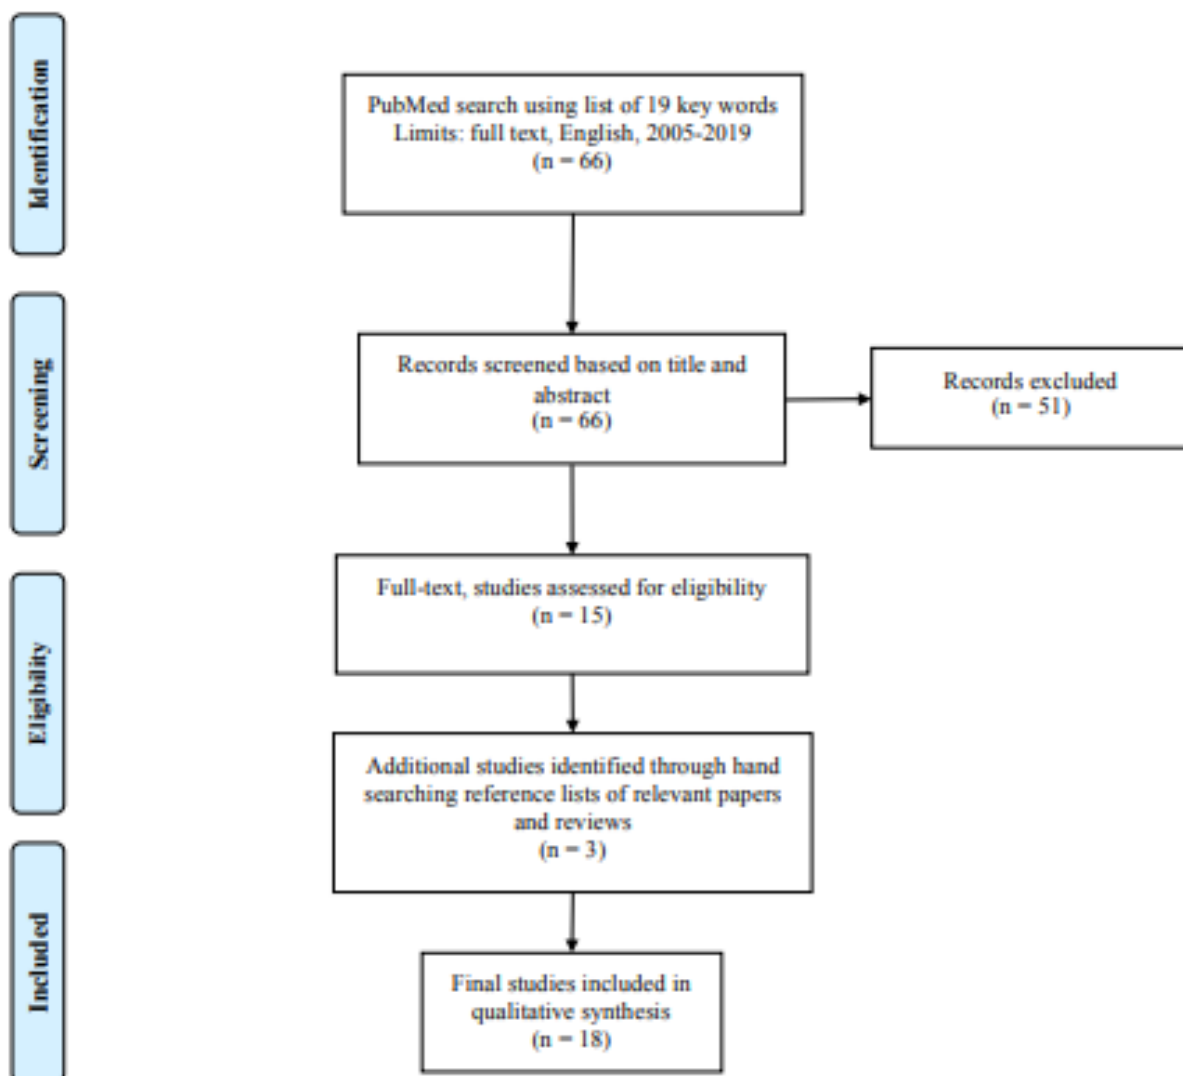 Identification
PubMed search using list of 19 key words
Limits: full text, English, 2005-2019
(n = 66)
Screening
Records screened based on title and
abstract
(n = 66)
Records excluded
(n = 51)
Eligibility
Full-text, studies assessed for eligibility
(n = 15)
Additional studies identified through hand
searching reference lists of relevant papers
and reviews
(n = 3)
Included
Final studies included in
qualitative synthesis
(n = 18)